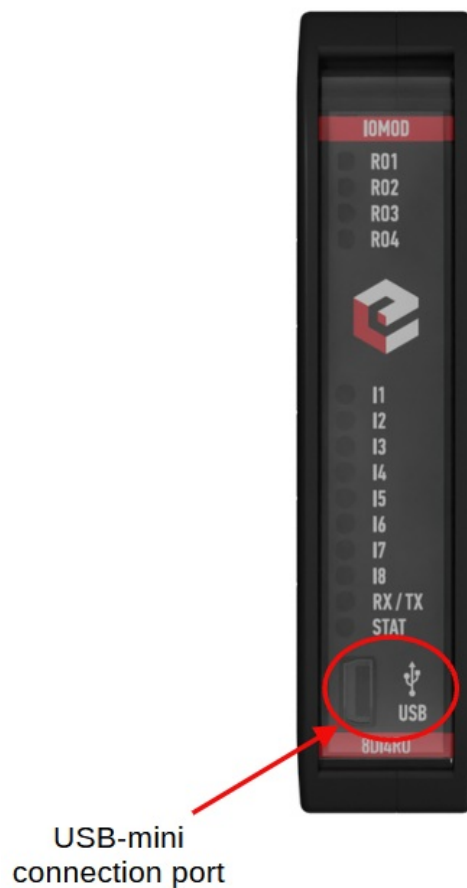 IOMOD
RO1
RO2
RO3
RO4
I1
I2
I3
I4
I5
I6
I7
I8
RX / TX
STAT
USB
8DI4RO
USB-mini
connection port